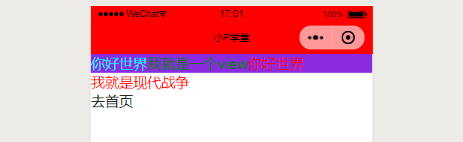 WeChat 17:01 100%
小P学堂
你好世界我就是一个view你好世界
我就是现代战争
去首页